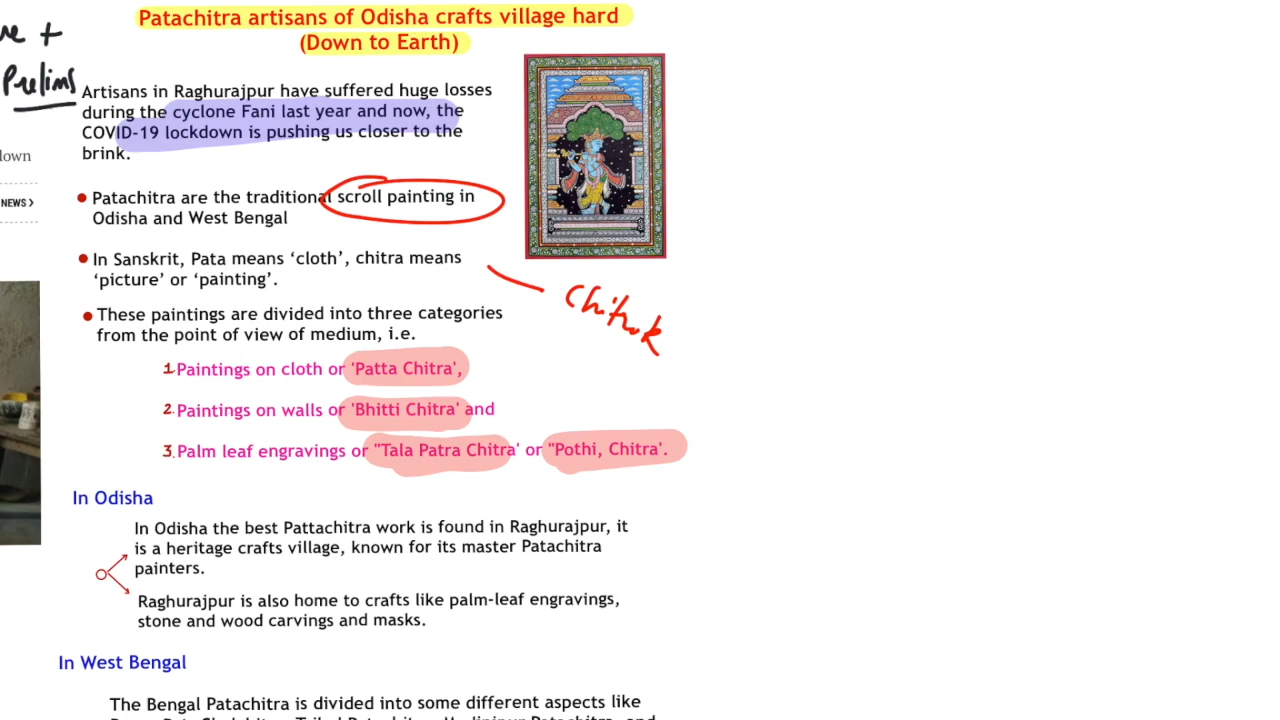 Patachitra artisans of Odisha crafts village hard
(Down to Earth)
Prelims
Artisans in Raghurajpur have suffered huge losses
during the cyclone Fani last year and now, the
COVID-19 lockdown is pushing us closer to the
brink.
NEWS >
• Patachitra are the traditional scroll painting in
Odisha and West Bengal
• In Sanskrit, Pata means ‘cloth’, chitra means
‘picture’ or ‘painting’.
• These paintings are divided into three categories
from the point of view of medium, i.e.
1. Paintings on cloth or 'Patta Chitra',
2. Paintings on walls or 'Bhitti Chitra' and
3. Palm leaf engravings or "Tala Patra Chitra' or "Pothi, Chitra'.
In Odisha
In Odisha the best Pattachitra work is found in Raghurajpur, it
is a heritage crafts village, known for its master Patachitra
painters.
Raghurajpur is also home to crafts like palm-leaf engravings,
stone and wood carvings and masks.
In West Bengal
The Bengal Patachitra is divided into some different aspects like